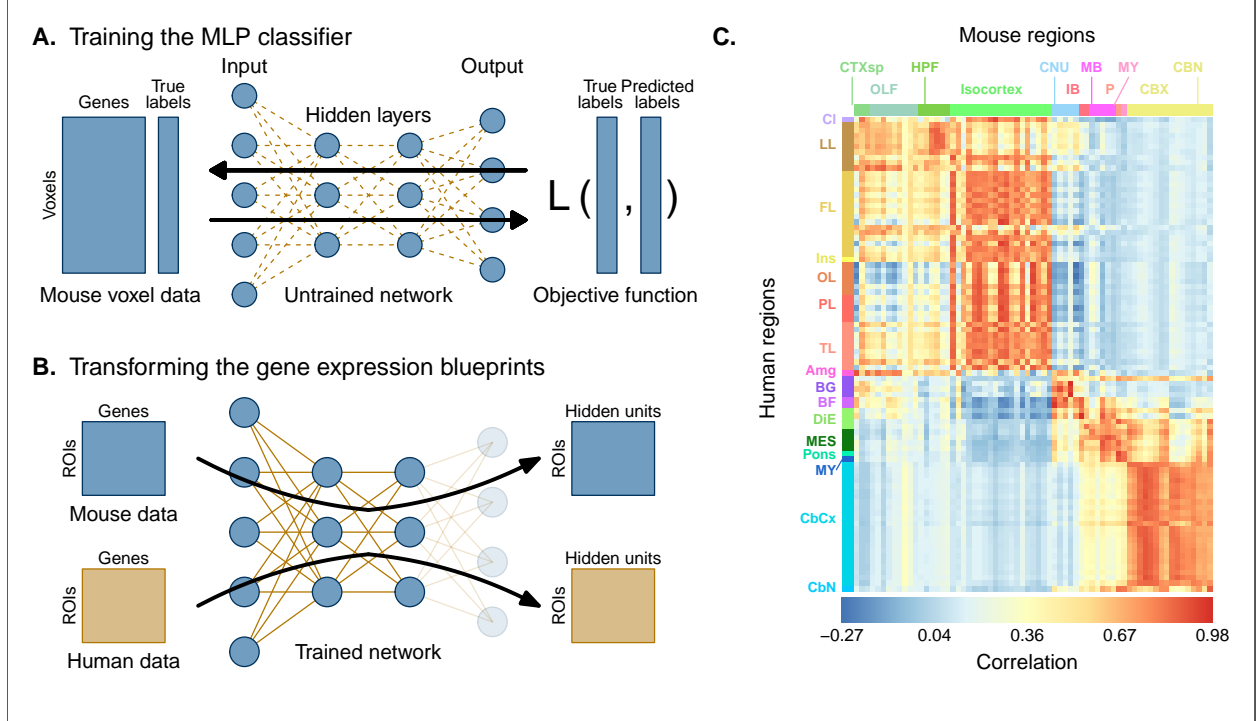 A. Training the MLP classifier
Input
Output
Genes
True labels
Hidden layers
True labels
Predicted labels
Voxels
L ( , )
Mouse voxel data
Untrained network
Objective function
B. Transforming the gene expression blueprints
Genes
Hidden units
ROIs
ROIs
Mouse data
Genes
Hidden units
ROIs
ROIs
Human data
Trained network
C.
Mouse regions
CTXsp
HPF
CNU
MB
MY
CBN
OLF
Isocortex
IB
P
CBX
Human regions
Cl
LL
FL
Ins
OL
PL
TL
Amg
BG
BF
DiE
MES
Pons
MY
CbCx
CbN
−0.27
0.04
0.36
0.67
0.98
Correlation